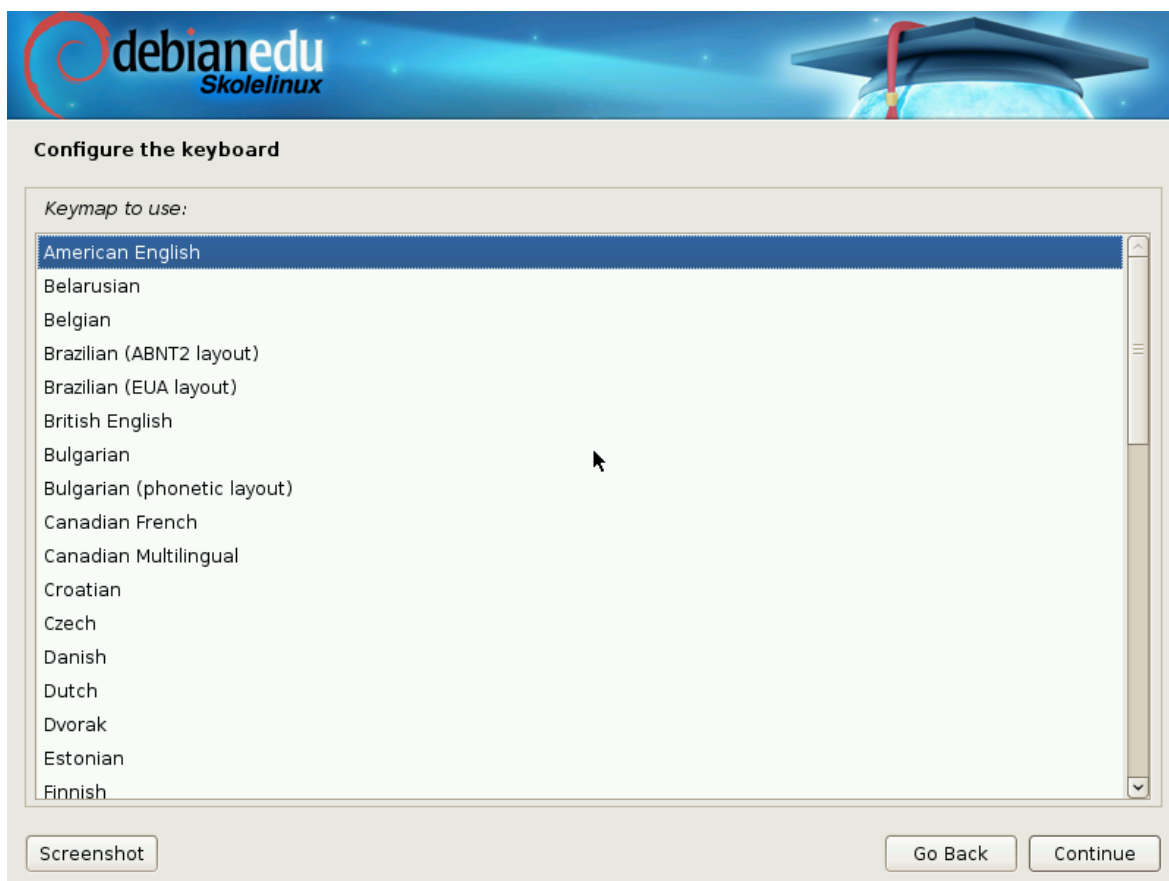 debianedu
Skolelinux
Configure the keyboard
Keymap to use:
American English
Belarusian
Belgian
Brazilian (ABNT2 layout)
Brazilian (EUA layout)
British English
Bulgarian
Bulgarian (phonetic layout)
Canadian French
Canadian Multilingual
Croatian
Czech
Danish
Dutch
Dvorak
Estonian
Finnish
Screenshot
Go Back
Continue